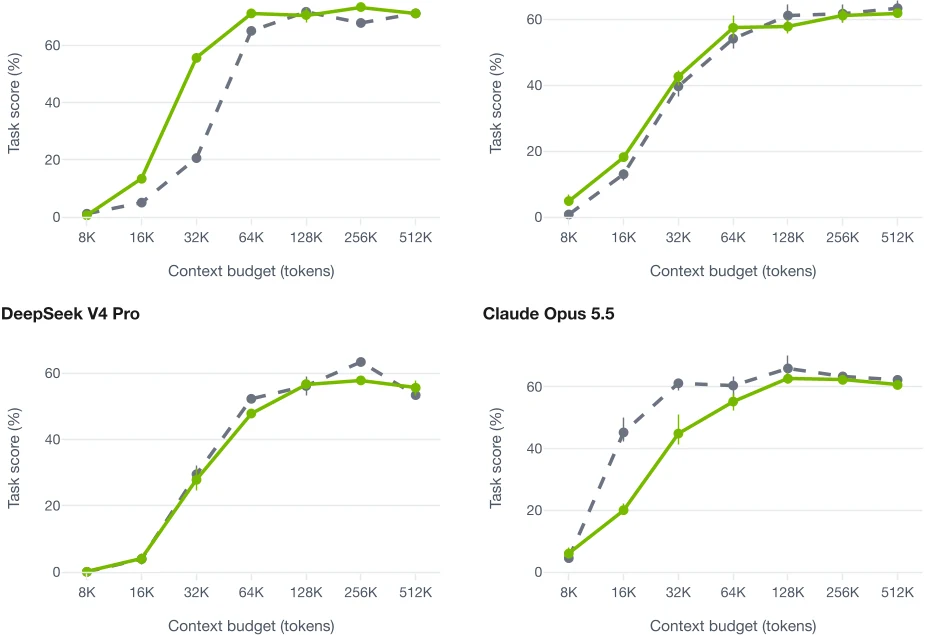 Task score (%)
60
40
20
0
8K 16K 32K 64K 128K 256K 512K
Context budget (tokens)
Task score (%)
60
40
20
0
8K 16K 32K 64K 128K 256K 512K
Context budget (tokens)
DeepSeek V4 Pro
Task score (%)
60
40
20
0
8K 16K 32K 64K 128K 256K 512K
Context budget (tokens)
Claude Opus 5.5
Task score (%)
60
40
20
0
8K 16K 32K 64K 128K 256K 512K
Context budget (tokens)